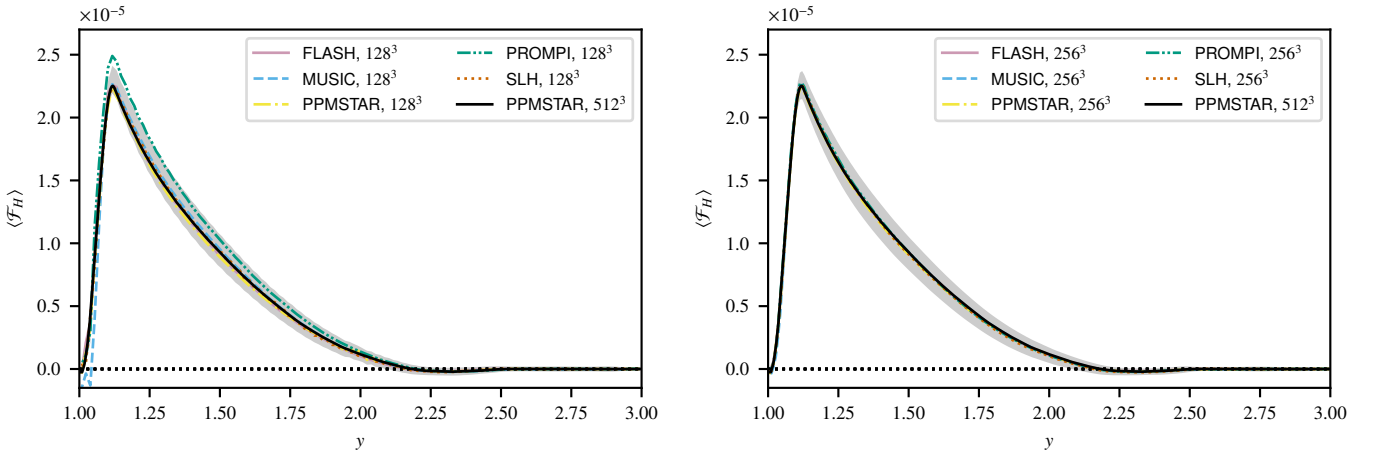 ×10⁻⁵
FLASH, 128³
MUSIC, 128³
PPMSTAR, 128³
PROMPI, 128³
SLH, 128³
PPMSTAR, 512³
2.5
2.0
1.5
1.0
0.5
0.0
⟨ℱ_H⟩
1.00 1.25 1.50 1.75 2.00 2.25 2.50 2.75 3.00
y
×10⁻⁵
FLASH, 256³
MUSIC, 256³
PPMSTAR, 256³
PROMPI, 256³
SLH, 256³
PPMSTAR, 512³
2.5
2.0
1.5
1.0
0.5
0.0
⟨ℱ_H⟩
1.00 1.25 1.50 1.75 2.00 2.25 2.50 2.75 3.00
y